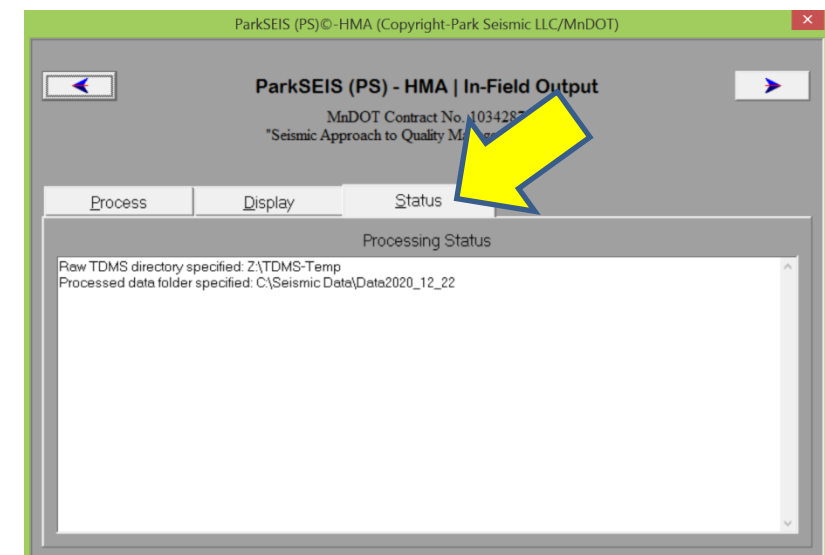 ParkSEIS (PS)©-HMA (Copyright-Park Seismic LLC/MnDOT)
ParkSEIS (PS) - HMA | In-Field Output
MnDOT Contract No. 103428
"Seismic Approach to Quality
Process Display Status
Processing Status
Raw TDMS directory specified: Z:\TDMS-Temp
Processed data folder specified: C:\Seismic Data\Data2020_12_22